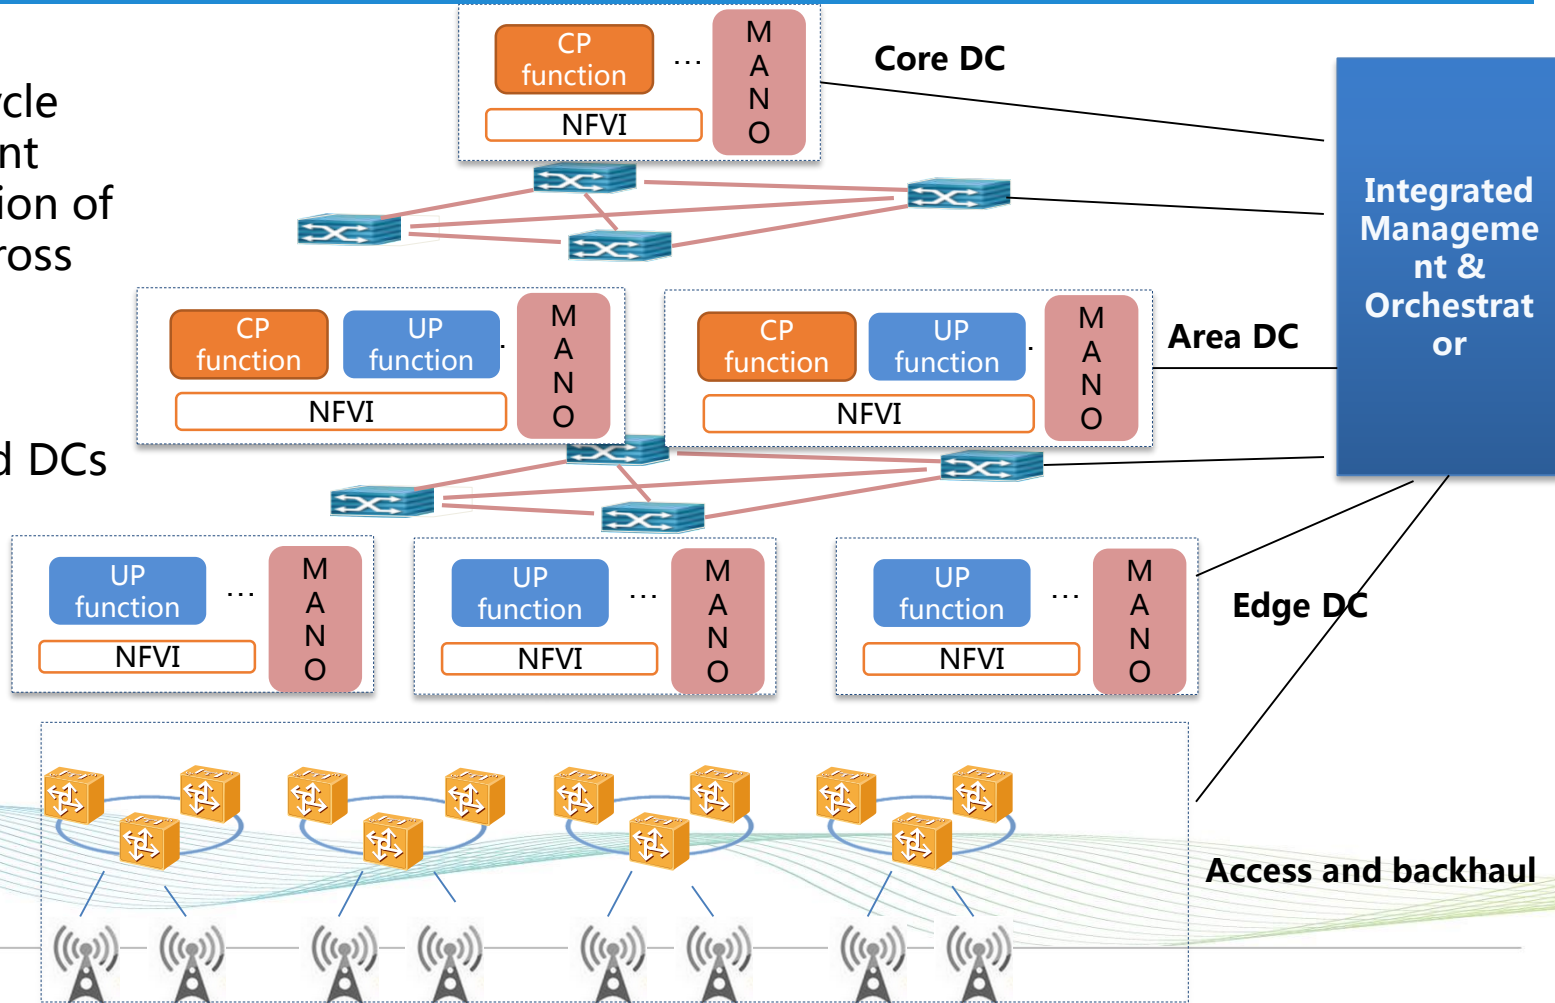 cle
nt
ion of
ross
d DCs
CP
function
...
NFVI
M
A
N
O
Core DC
Integrated
Manageme
nt &
Orchestrat
or
CP
function
UP
function
.
NFVI
M
A
N
O
CP
function
UP
function
.
NFVI
M
A
N
O
Area DC
UP
function
...
NFVI
M
A
N
O
UP
function
...
NFVI
M
A
N
O
UP
function
...
NFVI
M
A
N
O
Edge DC
Access and backhaul